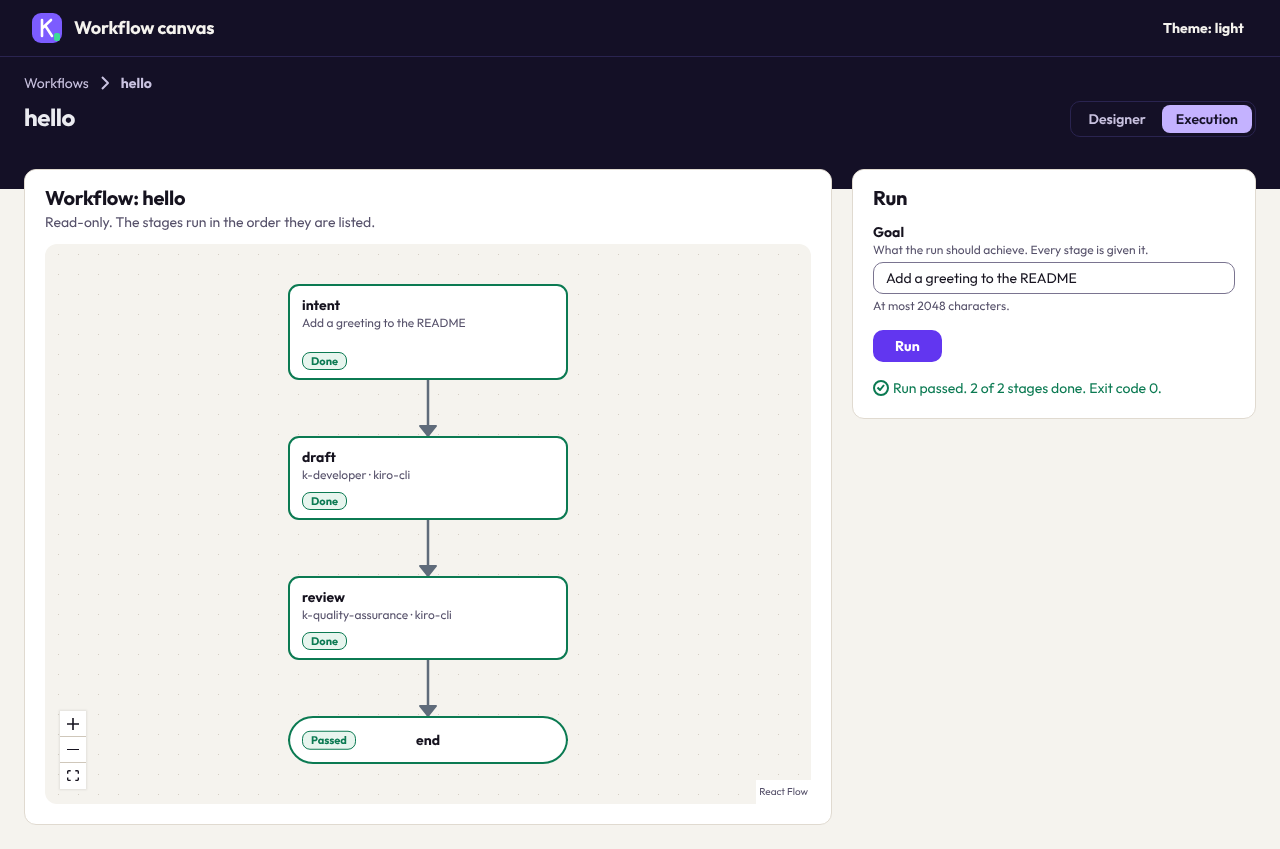 K
Workflow canvas
Theme: light
Workflows
hello
hello
Designer
Execution
Workflow: hello
Read-only. The stages run in the order they are listed.
intent
Add a greeting to the README
Done
draft
k-developer · kiro-cli
Done
review
k-quality-assurance · kiro-cli
Done
Passed
end
React Flow
Run
Goal
What the run should achieve. Every stage is given it.
Add a greeting to the README
At most 2048 characters.
Run
Run passed. 2 of 2 stages done. Exit code 0.